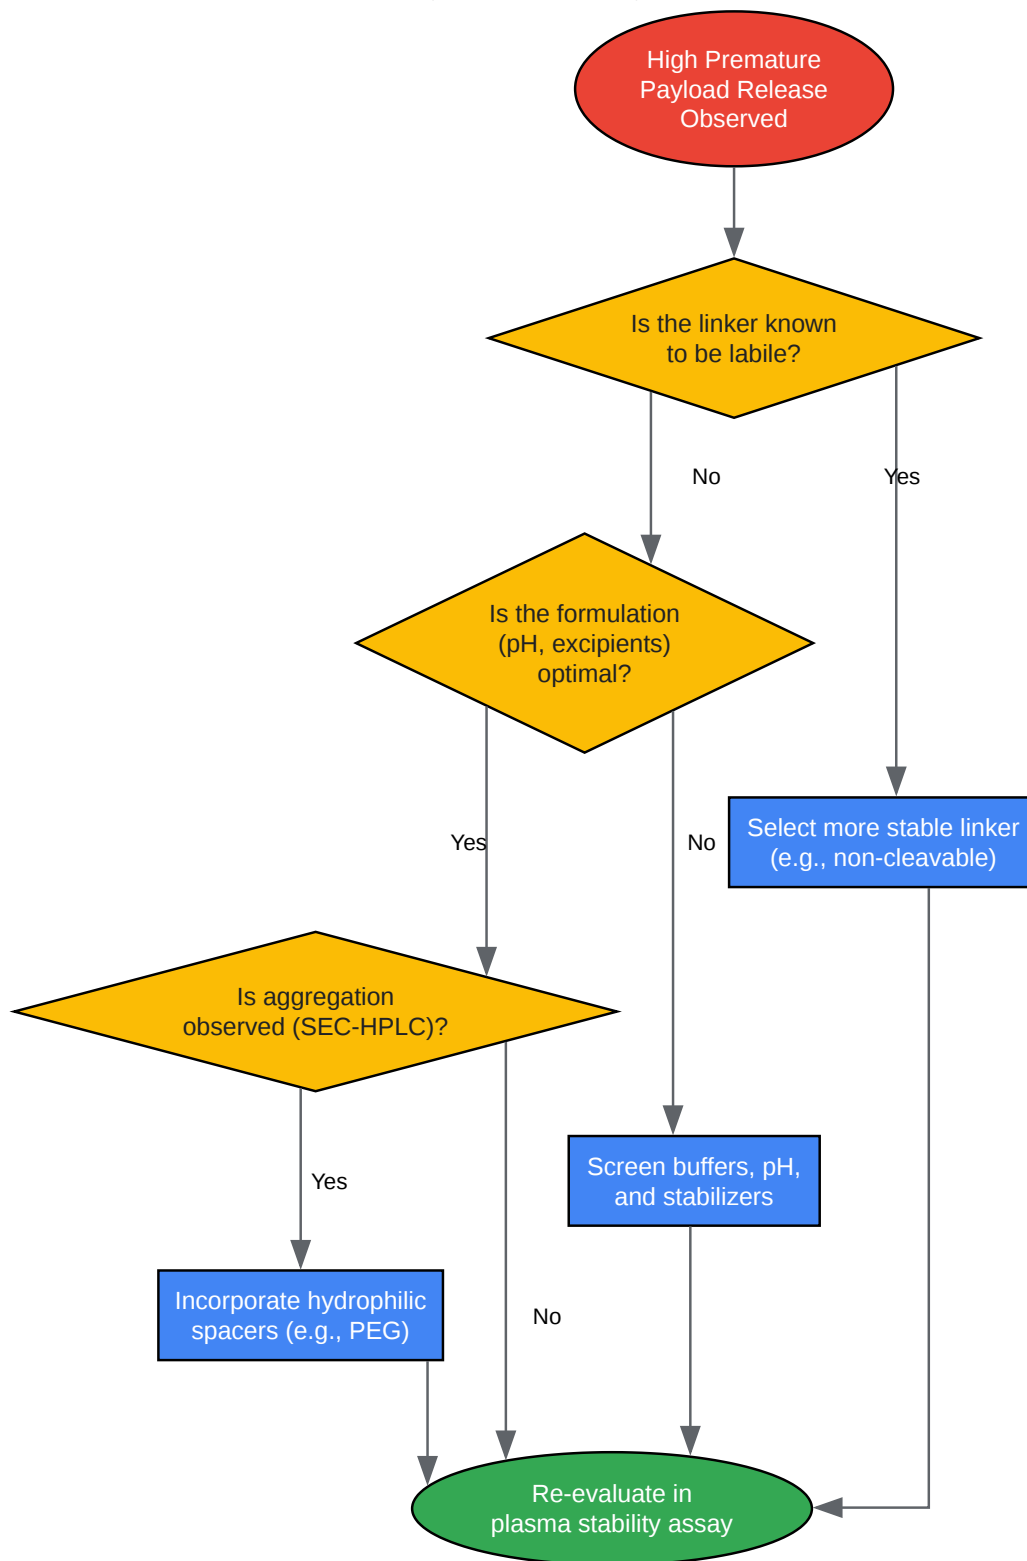 High Premature
Payload Release
Observed
Is the linker known
to be labile?
No
Yes
Is the formulation
(pH, excipients)
optimal?
Yes
No
Select more stable linker
(e.g., non-cleavable)
Is aggregation
observed (SEC-HPLC)?
Yes
Screen buffers, pH,
and stabilizers
Incorporate hydrophilic
spacers (e.g., PEG)
No
Re-evaluate in
plasma stability assay